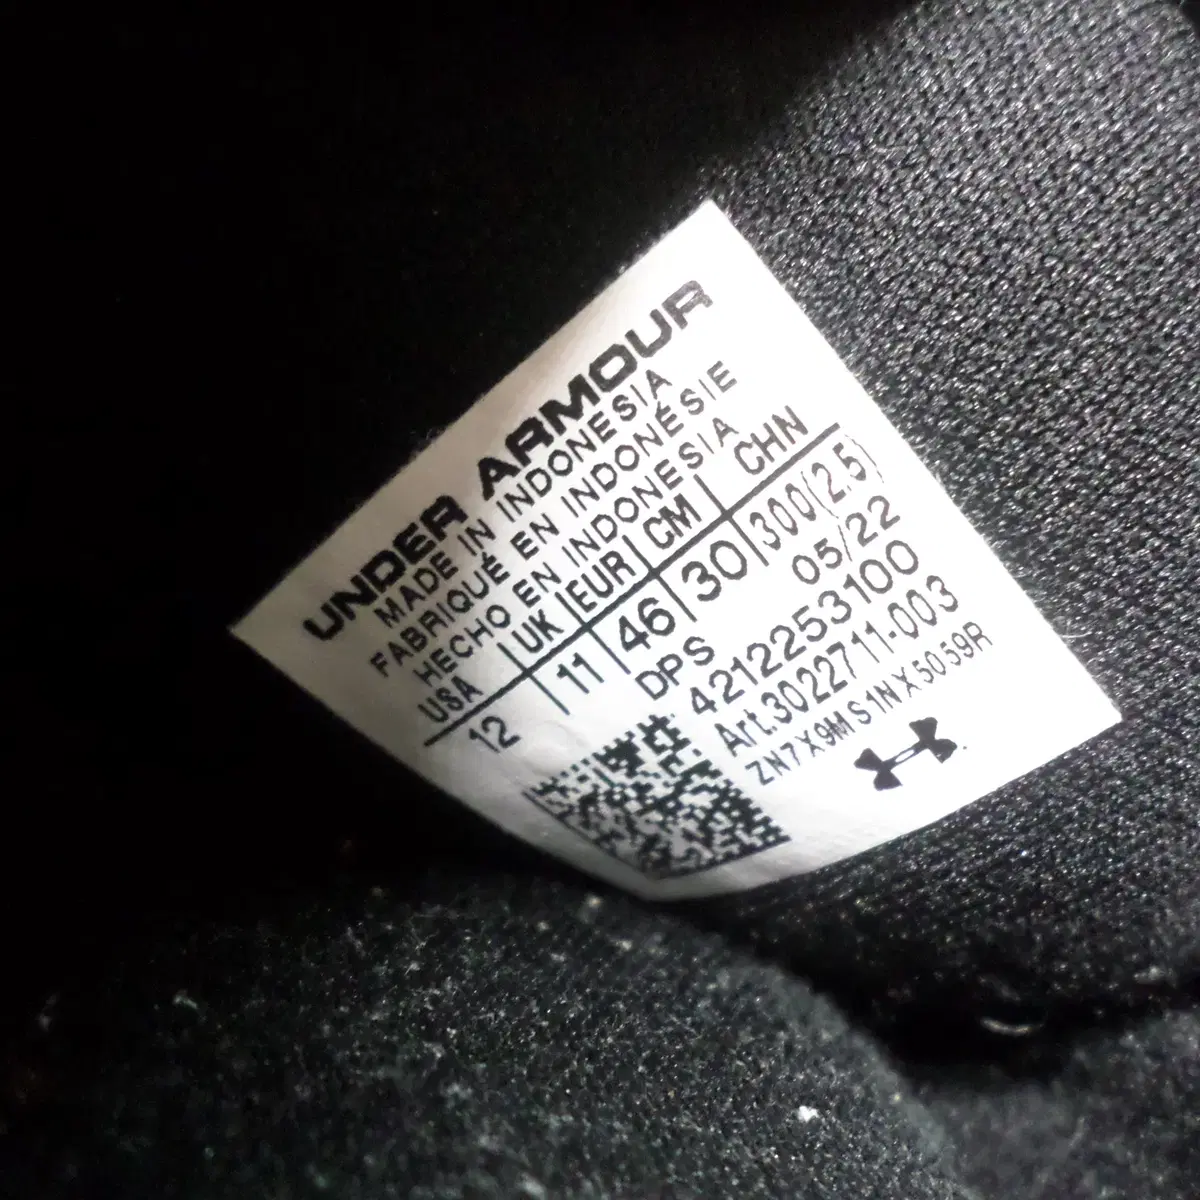 UNDER ARMOUR
MADE IN INDONESIA
FABRIQUÉ EN INDONÉSIE
HECHO EN INDONESIA
USA | UK | EUR | CM | CHN
12 | 11 | 46 | 30 | 300(2.5)
DPS 05/22
4212253100
Art.3022711-003
ZN7X9MS1NX5059R